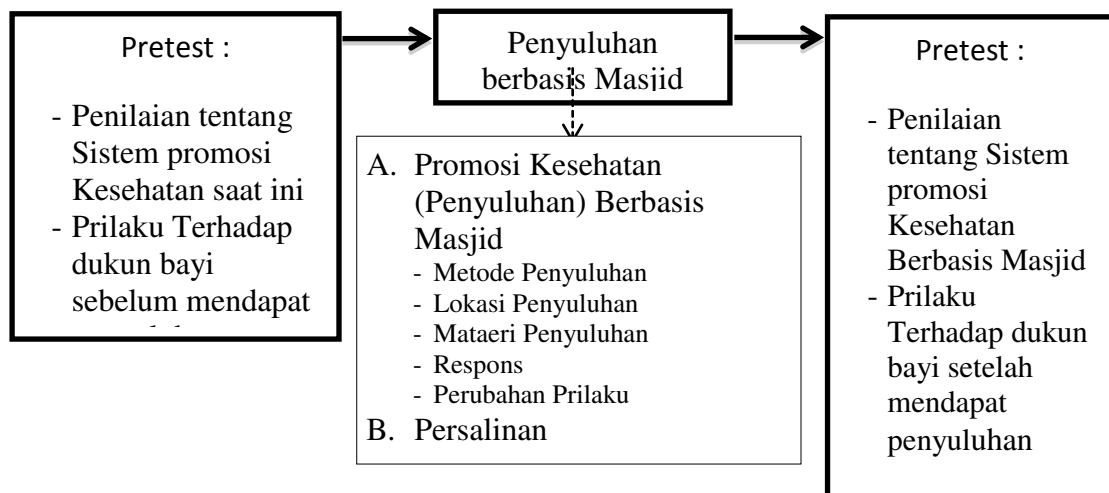 Pretest :
- Penilaian tentang
Sistem promosi
Kesehatan saat ini
- Prilaku Terhadap
dukun bayi
sebelum mendapat
Penyuluhan
berbasis Masjid
A. Promosi Kesehatan
(Penyuluhan) Berbasis
Masjid
- Metode Penyuluhan
- Lokasi Penyuluhan
- Mataeri Penyuluhan
- Respons
- Perubahan Prilaku
B. Persalinan
Pretest :
- Penilaian
tentang Sistem
promosi
Kesehatan
Berbasis Masjid
- Prilaku
Terhadap dukun
bayi setelah
mendapat
penyuluhan